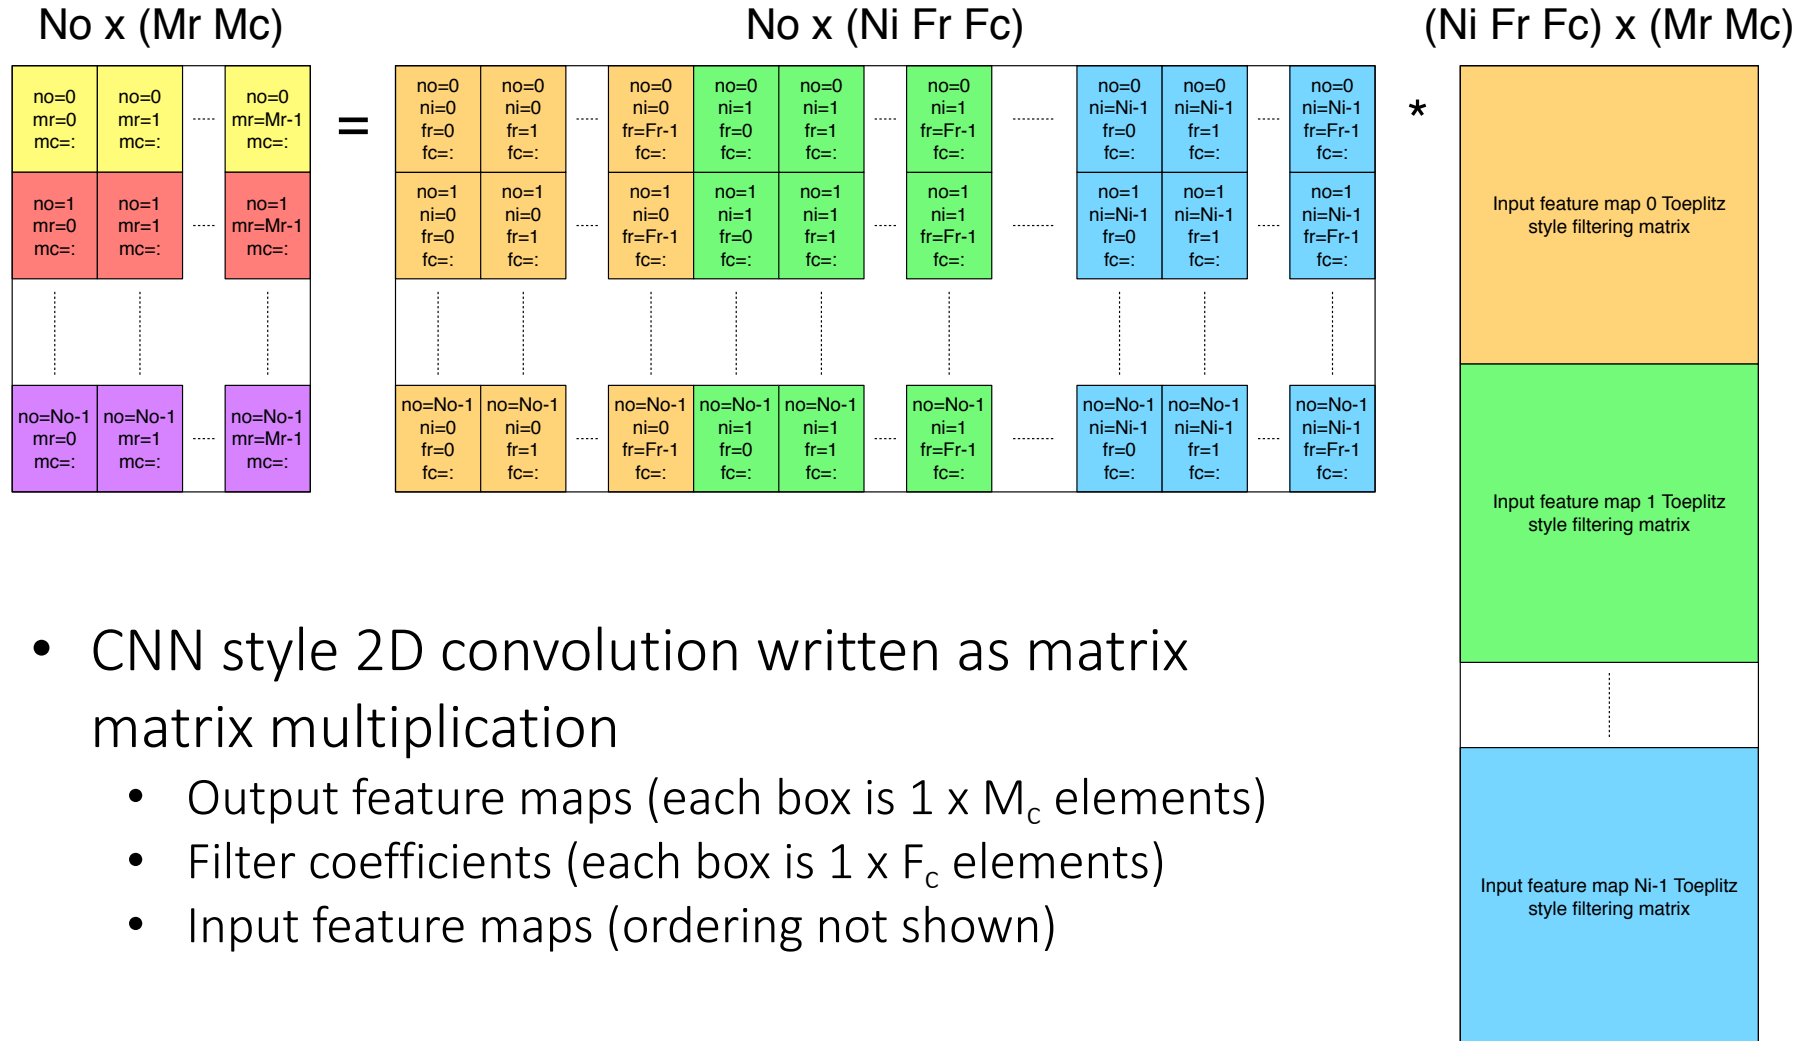 No x (Mr Mc)
No x (Ni Fr Fc)
(Ni Fr Fc) x (Mr Mc)
no=0
mr=0
mc=:
no=0
mr=1
mc=:
no=0
mr=Mr-1
mc=:
no=1
mr=0
mc=:
no=1
mr=1
mc=:
no=1
mr=Mr-1
mc=:
no=No-1
mr=0
mc=:
no=No-1
mr=1
mc=:
no=No-1
mr=Mr-1
mc=:
=
no=0
ni=0
fr=0
fc=:
no=0
ni=0
fr=1
fc=:
no=0
ni=0
fr=Fr-1
fc=:
no=0
ni=1
fr=0
fc=:
no=0
ni=1
fr=1
fc=:
no=0
ni=1
fr=Fr-1
fc=:
no=0
ni=Ni-1
fr=0
fc=:
no=0
ni=Ni-1
fr=1
fc=:
no=0
ni=Ni-1
fr=Fr-1
fc=:
no=1
ni=0
fr=0
fc=:
no=1
ni=0
fr=1
fc=:
no=1
ni=0
fr=Fr-1
fc=:
no=1
ni=1
fr=0
fc=:
no=1
ni=1
fr=1
fc=:
no=1
ni=1
fr=Fr-1
fc=:
no=1
ni=Ni-1
fr=0
fc=:
no=1
ni=Ni-1
fr=1
fc=:
no=1
ni=Ni-1
fr=Fr-1
fc=:
no=No-1
ni=0
fr=0
fc=:
no=No-1
ni=0
fr=1
fc=:
no=No-1
ni=0
fr=Fr-1
fc=:
no=No-1
ni=1
fr=0
fc=:
no=No-1
ni=1
fr=1
fc=:
no=No-1
ni=1
fr=Fr-1
fc=:
no=No-1
ni=Ni-1
fr=0
fc=:
no=No-1
ni=Ni-1
fr=1
fc=:
no=No-1
ni=Ni-1
fr=Fr-1
fc=:
*
Input feature map 0 Toeplitz
style filtering matrix
Input feature map 1 Toeplitz
style filtering matrix
Input feature map Ni-1 Toeplitz
style filtering matrix
• CNN style 2D convolution written as matrix
matrix multiplication
• Output feature maps (each box is 1 x Mc elements)
• Filter coefficients (each box is 1 x Fc elements)
• Input feature maps (ordering not shown)